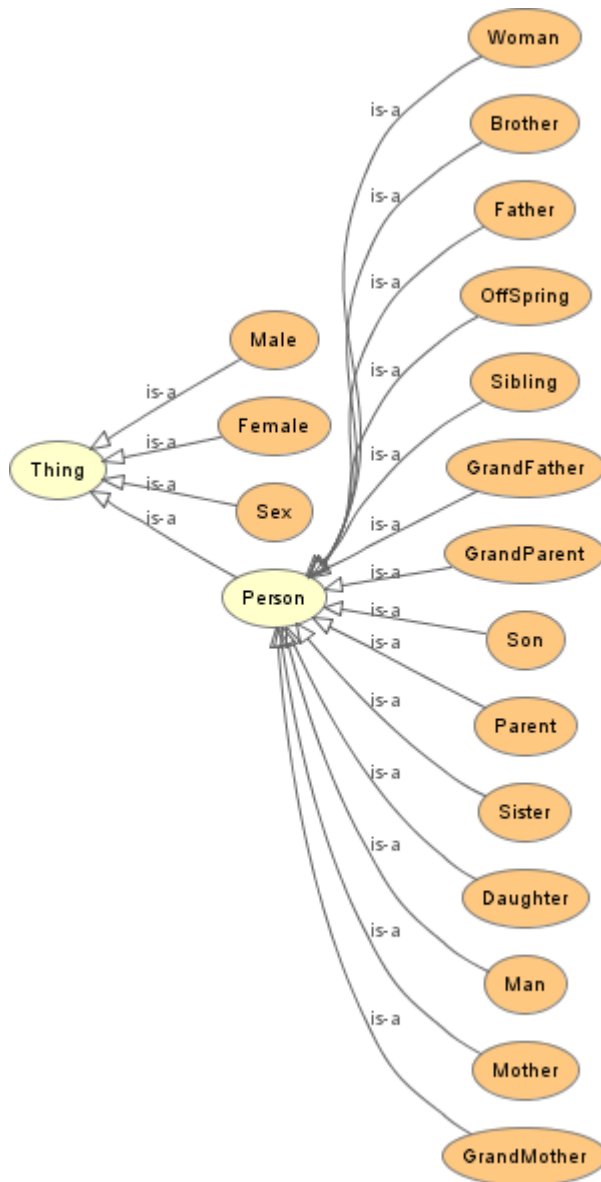 Woman
is-a
Brother
is-a
Father
is-a
OffSpring
is-a
Male
Sibling
is-a
is-a
Female
GrandFather
Thing
is-a
is-a
Sex
is-a
is-a
GrandParent
is-a
Person
is-a
Son
is-a
Parent
is-a
Sister
is-a
Daughter
is-a
Man
is-a
Mother
is-a
GrandMother